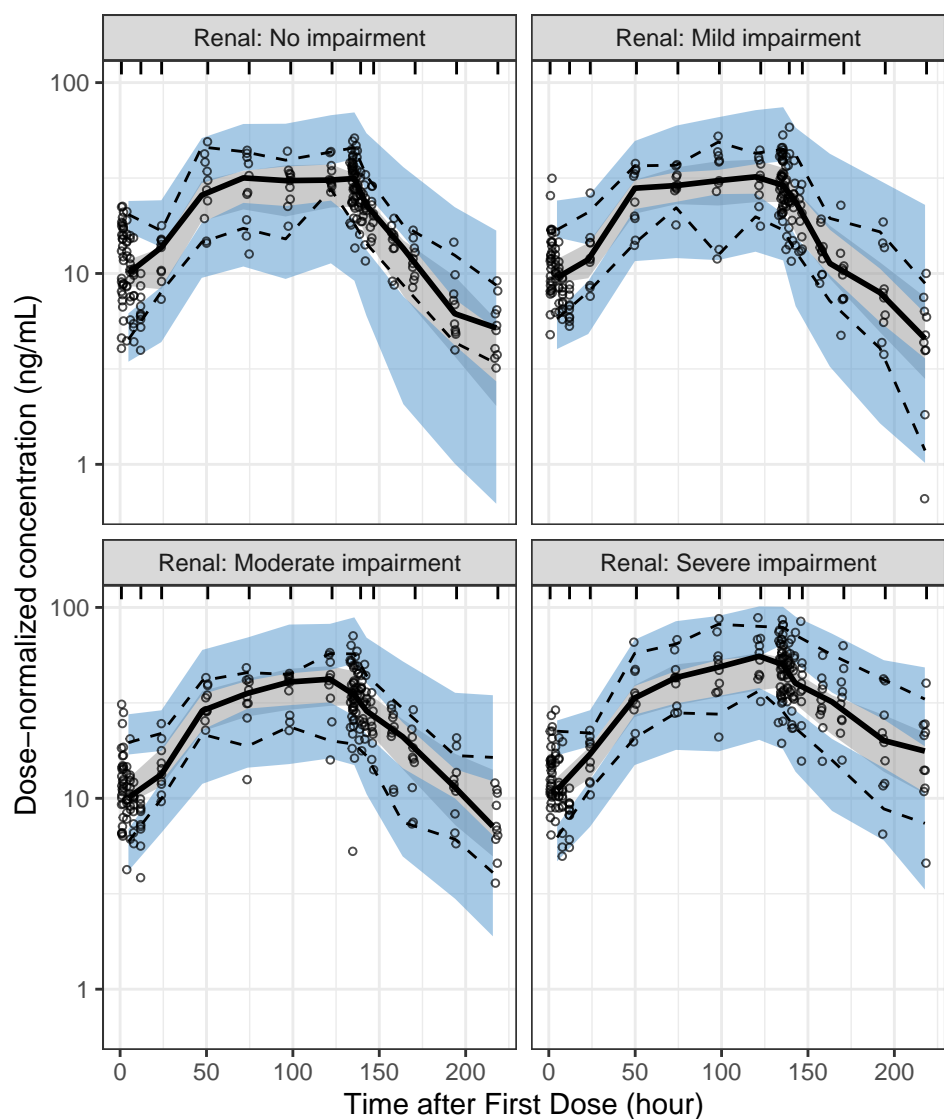 Renal: No impairment
Renal: Mild impairment
100
10
1
Renal: Moderate impairment
Renal: Severe impairment
100
10
1
0 50 100 150 200
0 50 100 150 200
Time after First Dose (hour)
Dose−normalized concentration (ng/mL)